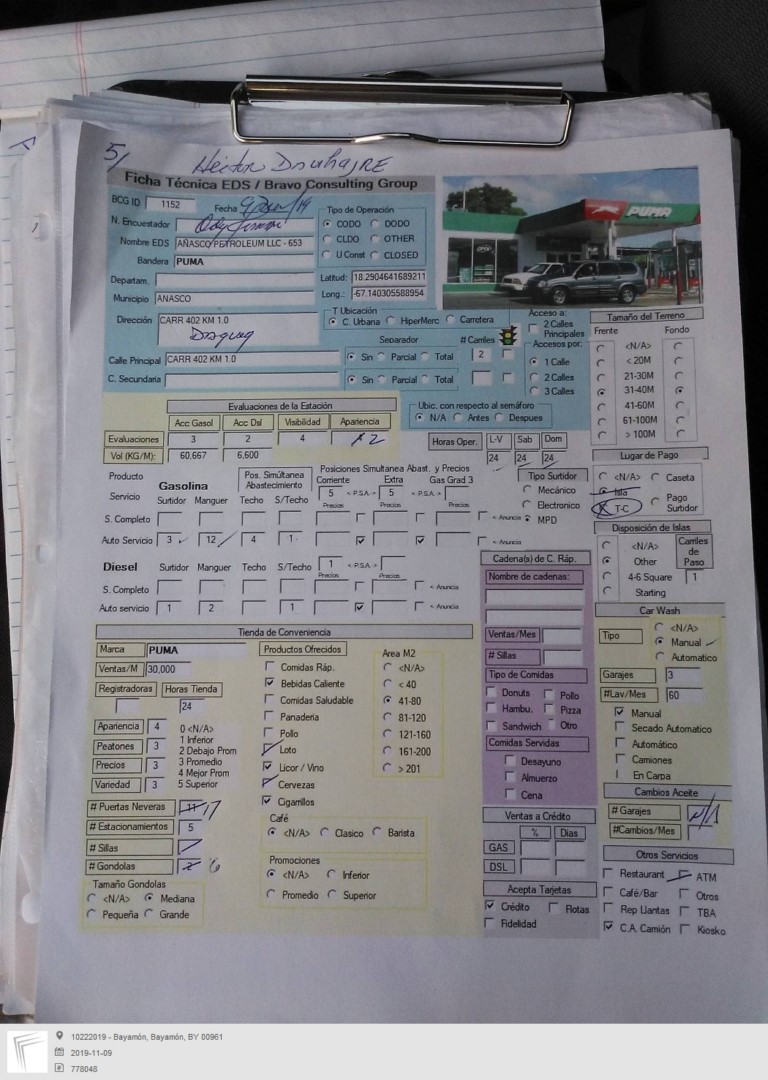 5/ Hector
Ficha Técnica EDS / Bravo Consulting Group
BCG ID 1152 Fecha
N. Encuestador
Nombre EDS AÑASCO PETROLEUM LLC - 653
Bandera PUMA
Departam.
Municipio ANASCO
Dirección CARR 402 KM 1.0
Calle Principal CARR 402 KM 1.0
C. Secundaria
Tipo de Operación
CODO DODO
CLDO OTHER
U Const CLOSED
Latitud: 18.2904641689211
Long.: -67.140305588954
T Ubicación
C. Urbana HiperMerc Carretera
Separador # Carriles
Sin Parcial Total 2
Sin Parcial Total
PUMA
Acceso a:
2 Calles
Principales
Accesos por:
1 Calle
2 Calles
3 Calles
Tamaño del Terreno
Frente Fondo
<N/A>
< 20M
21-30M
31-40M
41-60M
61-100M
> 100M
Evaluaciones de la Estación
Acc Gasol Acc Dsl Visibilidad Apariencia
Evaluaciones 3 2 4 2
Vol (KG/M): 60,667 6,600
Ubic. con respecto al semáforo
N/A Antes Despues
Horas Oper. L-V Sab Dom
24 24 24
Lugar de Pago
<N/A> Caseta
Isla
T-C Pago
Surtidor
Producto Gasolina Pos. Simútanea
Abastecimiento
Posiciones Simultanea Abast. y Precios
Corriente Extra Gas Grad 3
5 < P.S.A. > 5 < P.S.A. >
Servicio Surtidor Manguer Techo S/Techo Precios Precios Precios
S. Completo < Anuncia
Auto Servicio 3 12 4 1 < Anuncia
Tipo Surtidor
Mecánico
Electronico
MPD
Diesel Surtidor Manguer Techo S/Techo 1 < P.S.A.>
Precios Precios
S. Completo < Anuncia
Auto servicio 1 2 1 < Anuncia
Disposición de Islas
<N/A>
Other
4-6 Square
Starting
Carriles
de
Paso
1
Cadena(s) de C. Ráp.
Nombre de cadenas:
Ventas/Mes
# Sillas
Tipo de Comidas
Donuts Pollo
Hambu. Pizza
Sandwich Otro
Comidas Servidas
Desayuno
Almuerzo
Cena
Ventas a Crédito
% Dias
GAS
DSL
Acepta Tarjetas
Crédito Flotas
Fidelidad
Car Wash
Tipo <N/A>
Manual
Automatico
Garajes 3
#Lav/Mes 60
Manual
Secado Automatico
Automático
Camiones
En Carpa
Cambios Aceite
# Garajes N/A
#Cambios/Mes
Otros Servicios
Restaurant ATM
Café/Bar Otros
Rep Llantas TBA
C.A. Camión Kiosko
Tienda de Conveniencia
Marca PUMA
Ventas/M 30,000
Registradoras Horas Tienda
24
Apariencia 4
Peatones 3
Precios 3
Variedad 3
0 <N/A>
1 Inferior
2 Debajo Prom
3 Promedio
4 Mejor Prom
5 Superior
# Puertas Neveras 11 17
# Estacionamientos 5
# Sillas
# Gondolas 2 6
Tamaño Gondolas
<N/A> Mediana
Pequeña Grande
Productos Ofrecidos
Comidas Ráp.
Bebidas Caliente
Comidas Saludable
Panaderia
Pollo
Loto
Licor / Vino
Cervezas
Cigarrillos
Area M2
<N/A>
< 40
41-80
81-120
121-160
161-200
> 201
Café
<N/A> Clasico Barista
Promociones
<N/A> Inferior
Promedio Superior
10222019 - Bayamón, Bayamón, BY 00961
2019-11-09
778048